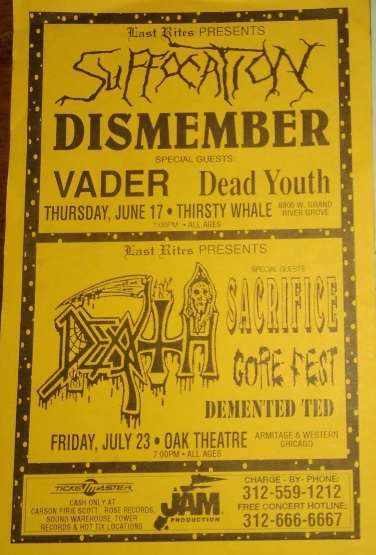 Last Rites PRESENTS
SUFFOCATION
DISMEMBER
SPECIAL GUESTS:
VADER Dead Youth
THURSDAY, JUNE 17 • THIRSTY WHALE 8800 W. GRAND
RIVER GROVE
7:00PM • ALL AGES
Last Rites PRESENTS
DEATH
SPECIAL GUESTS
SACRIFICE
GORE FEST
DEMENTED TED
FRIDAY, JULY 23 • OAK THEATRE ARMITAGE & WESTERN
CHICAGO
7:00PM • ALL AGES
TICKETMASTER
CASH ONLY AT
CARSON PIRIE SCOTT, ROSE RECORDS,
SOUND WAREHOUSE, TOWER
RECORDS & HOT TIX LOCATIONS
A
JAM
PRODUCTION
CHARGE - BY- PHONE:
312-559-1212
FREE CONCERT HOTLINE:
312-666-6667